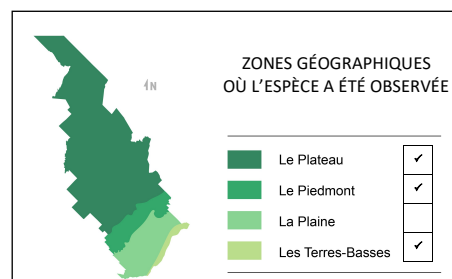 ZONES GÉOGRAPHIQUES
OÙ L'ESPÈCE A ÉTÉ OBSERVÉE
N
Le Plateau ✓
Le Piedmont ✓
La Plaine
Les Terres-Basses ✓